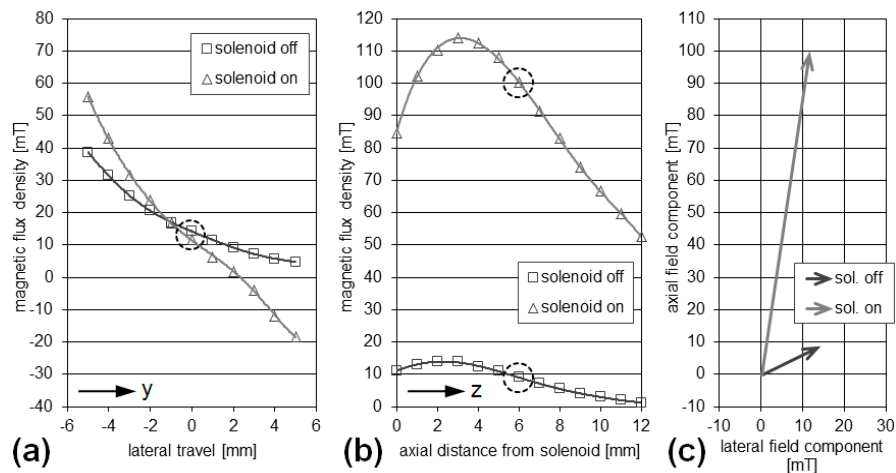 80
70
60
50
40
30
20
10
0
-10
-20
-30
-40
magnetic flux density [mT]
solenoid off
solenoid on
y
-6 -4 -2 0 2 4 6
(a) lateral travel [mm]
120
110
100
90
80
70
60
50
40
30
20
10
0
magnetic flux density [mT]
solenoid off
solenoid on
z
0 2 4 6 8 10 12
(b) axial distance from solenoid [mm]
110
100
90
80
70
60
50
40
30
20
10
0
-10
axial field component [mT]
sol. off
sol. on
-10 0 10 20 30
(c) lateral field component
[mT]